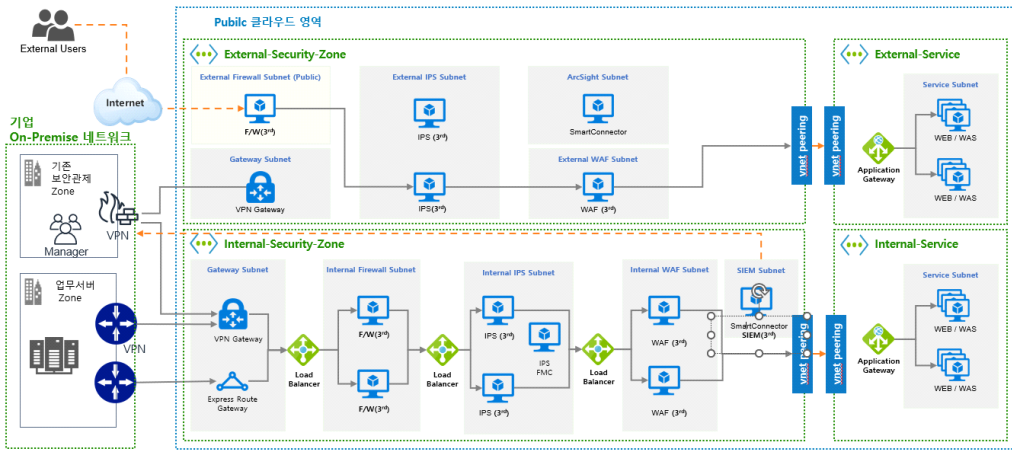 Pubilc 클라우드 영역
External Users
Internet
기업
On-Premise 네트워크
기존
보안관제
Zone
Manager
VPN
업무서버
Zone
VPN
External-Security-Zone
External Firewall Subnet (Public)
F/W(3rd)
External IPS Subnet
IPS (3rd)
ArcSight Subnet
SmartConnector
Gateway Subnet
VPN Gateway
IPS(3rd)
External WAF Subnet
WAF (3rd)
vnet peering
vnet peering
External-Service
Service Subnet
WEB / WAS
WEB / WAS
Application
Gateway
Internal-Security-Zone
Gateway Subnet
VPN Gateway
Express Route
Gateway
Load
Balancer
Internal Firewall Subnet
F/W(3rd)
F/W(3rd)
Load
Balancer
Internal IPS Subnet
IPS (3rd)
IPS
FMC
IPS (3rd)
Load
Balancer
Internal WAF Subnet
WAF (3rd)
WAF (3rd)
SIEM Subnet
SmartConnector
SIEM(3rd)
vnet peering
vnet peering
Internal-Service
Service Subnet
WEB / WAS
WEB / WAS
Application
Gateway